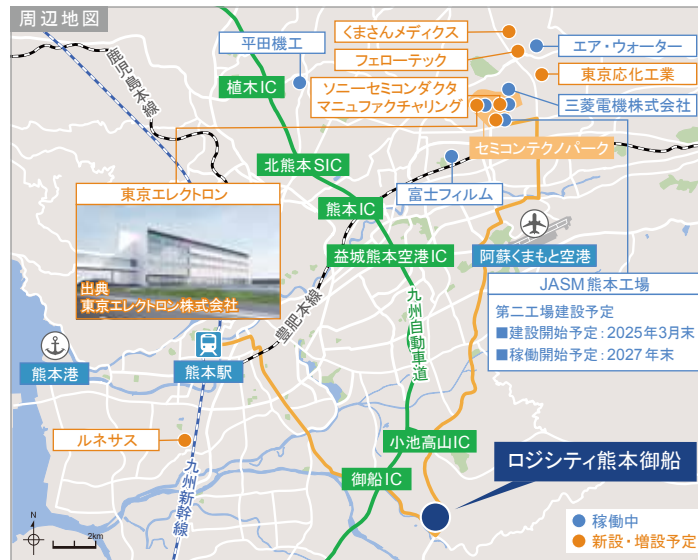 周辺地図
鹿児島本線
平田機工
植木IC
くまさんメディクス
フェローテック
エア・ウォーター
東京応化工業
ソニーセミコンダクタ
マニュファクチャリング
三菱電機株式会社
セミコンテクノパーク
北熊本SIC
富士フィルム
熊本IC
東京エレクトロン
出典
東京エレクトロン株式会社
益城熊本空港IC
阿蘇くまもと空港
JASM熊本工場
第二工場建設予定
■建設開始予定：2025年3月末
■稼働開始予定：2027年末
豊肥本線
九州自動車道
熊本港
熊本駅
ルネサス
九州新幹線
小池高山IC
御船IC
ロジシティ熊本御船
N
2km
稼働中
新設・増設予定